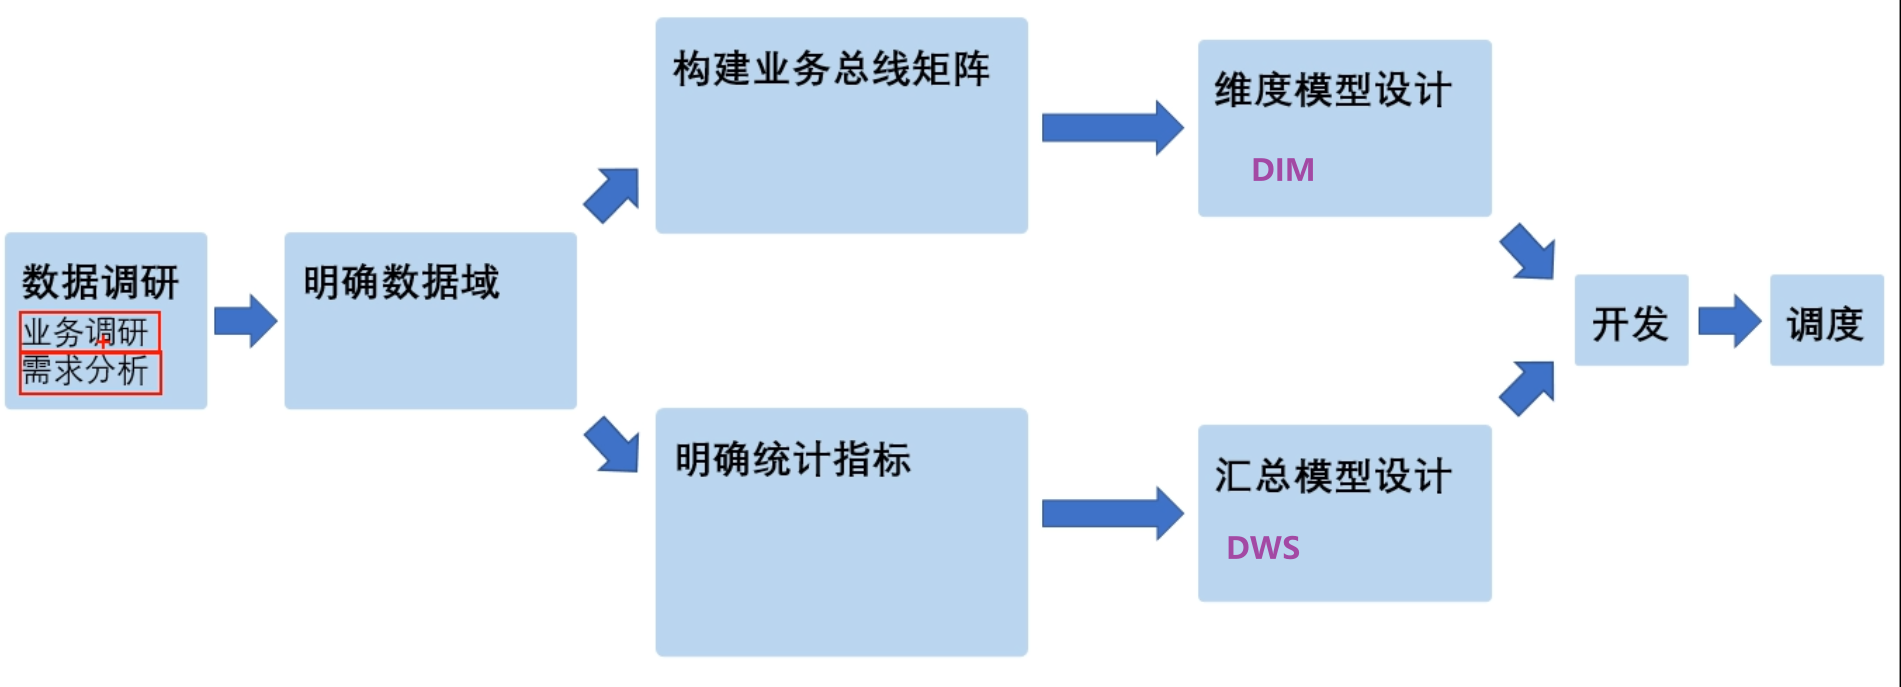 数据调研
业务调研
需求分析
明确数据域
构建业务总线矩阵
维度模型设计
DIM
明确统计指标
汇总模型设计
DWS
开发
调度